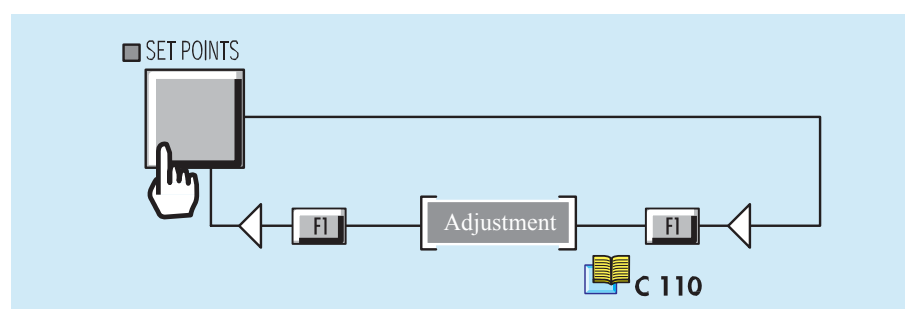 SET POINTS
F1
Adjustment
F1
C 110